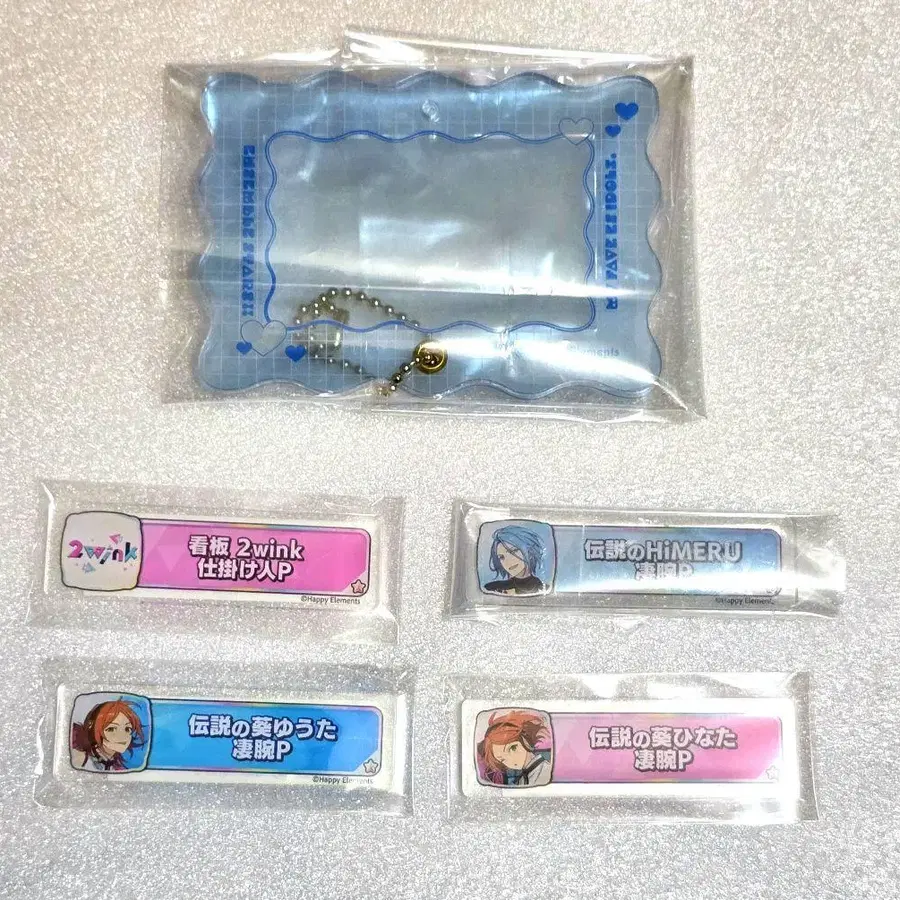 2wink
看板 2wink
仕掛け人P
©Happy Elements
伝説のHiMERU
凄腕P
©Happy Elements
伝説の葵ゆうた
凄腕P
©Happy Elements
伝説の葵ひなた
凄腕P